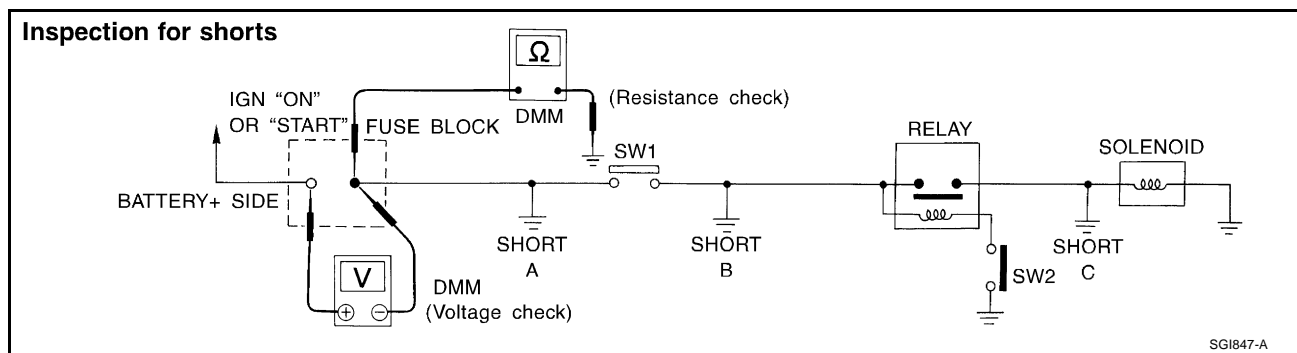 Inspection for shorts
Ω
IGN “ON”
OR “START”
FUSE BLOCK
DMM
(Resistance check)
SW1
RELAY
SOLENOID
BATTERY+ SIDE
SHORT
A
SHORT
B
SHORT
C
SW2
V
+ −
DMM
(Voltage check)
SGI847-A